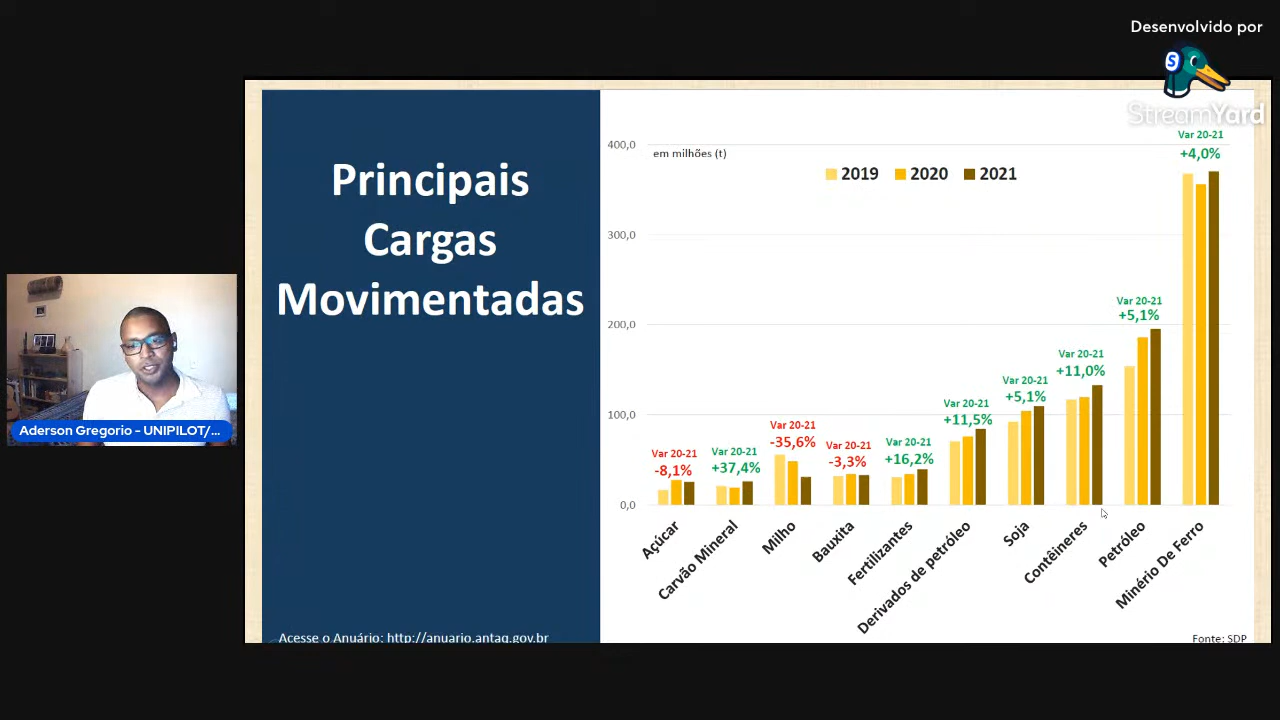 Desenvolvido por
StreamYard
Principais
Cargas
Movimentadas
Acesse o Anuário: http://anuario.antaq.gov.br
Aderson Gregorio - UNIPILOT/...
em milhões (t)
2019 2020 2021
400,0
300,0
200,0
100,0
0,0
Var 20-21
-8,1%
Var 20-21
+37,4%
Var 20-21
-35,6%
Var 20-21
-3,3%
Var 20-21
+16,2%
Var 20-21
+11,5%
Var 20-21
+5,1%
Var 20-21
+11,0%
Var 20-21
+5,1%
Var 20-21
+4,0%
Açúcar
Carvão Mineral
Milho
Bauxita
Fertilizantes
Derivados de petróleo
Soja
Contêineres
Petróleo
Minério De Ferro
Fonte: SDP